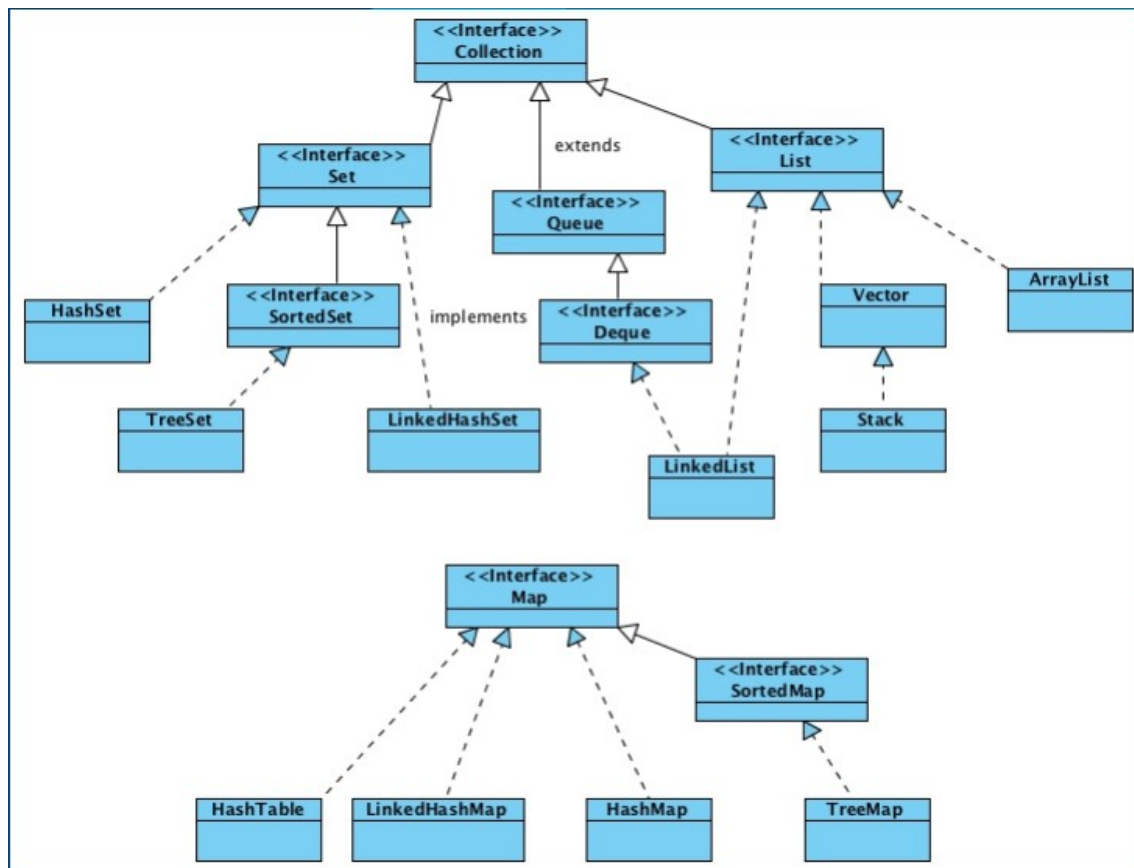 <<Interface>>
Collection
<<Interface>>
Set
extends
<<Interface>>
List
<<Interface>>
Queue
HashSet
<<Interface>>
SortedSet
implements
<<Interface>>
Deque
Vector
ArrayList
TreeSet
LinkedHashSet
LinkedList
Stack
<<Interface>>
Map
<<Interface>>
SortedMap
HashTable
LinkedHashMap
HashMap
TreeMap